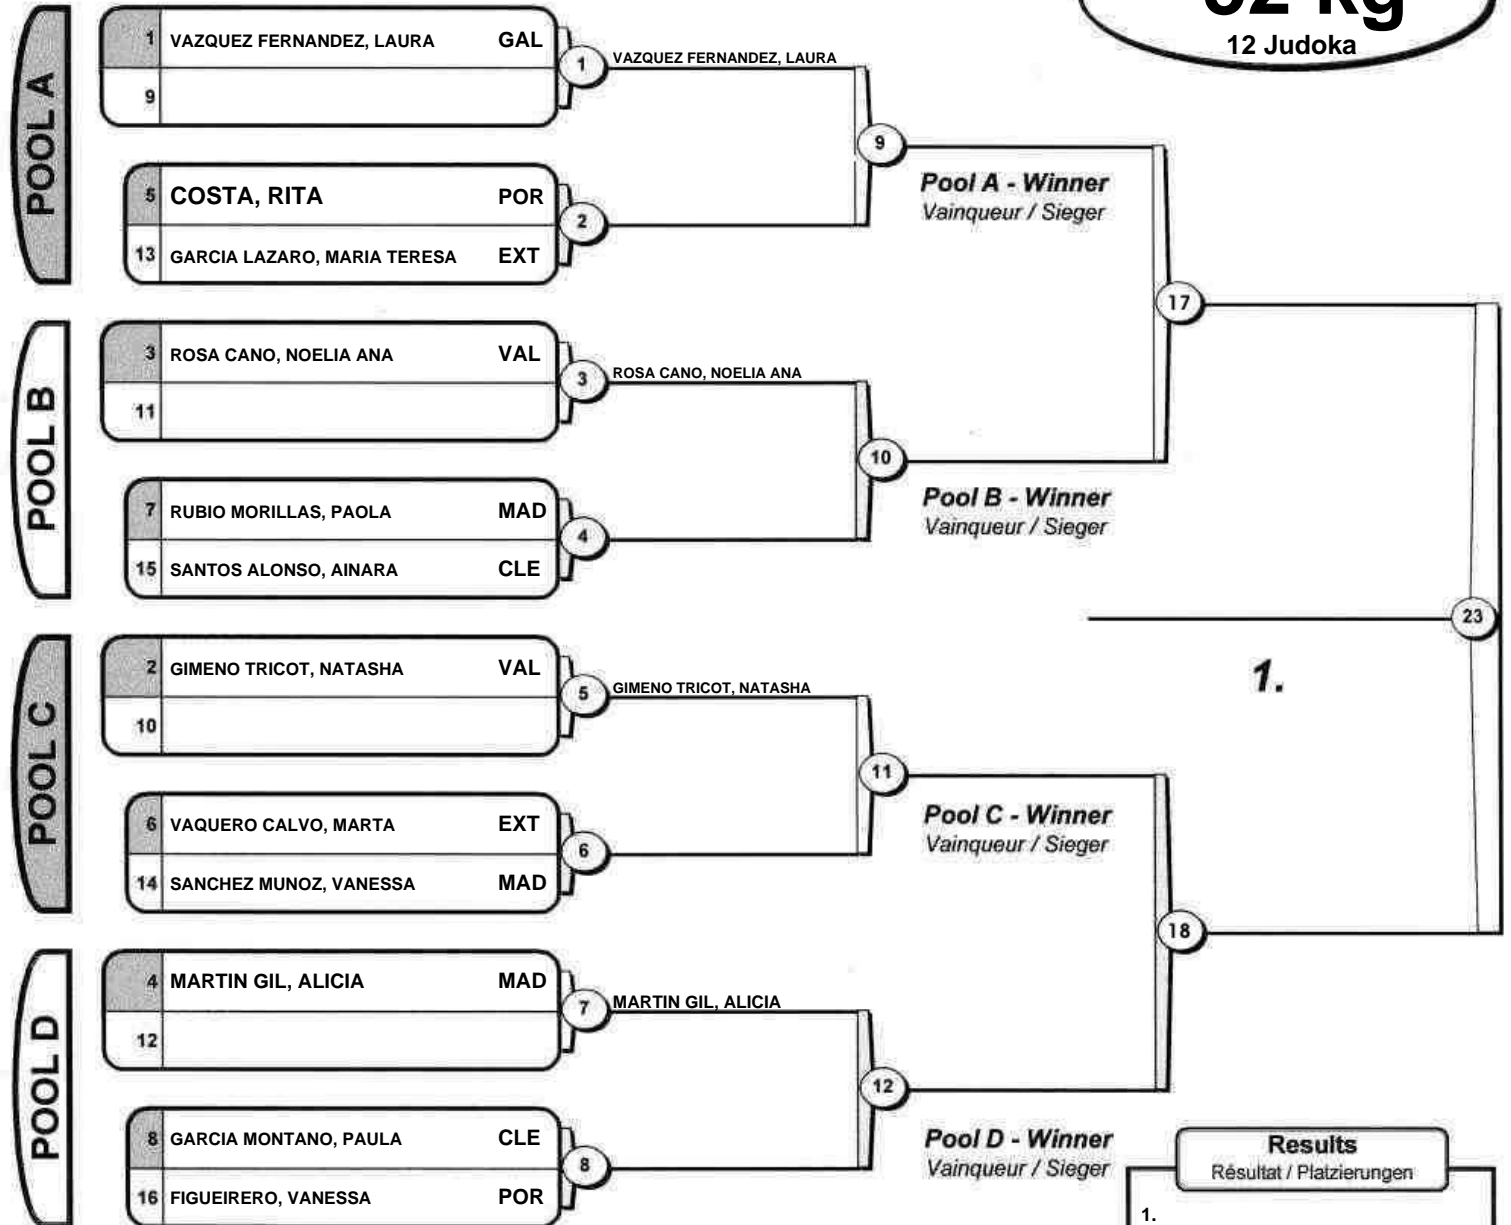 kg
12 Judoka
POOL A
1 VAZQUEZ FERNANDEZ, LAURA GAL
9
1 VAZQUEZ FERNANDEZ, LAURA
5 COSTA, RITA POR
13 GARCIA LAZARO, MARIA TERESA EXT
2
9
Pool A - Winner
Vainqueur / Sieger
POOL B
3 ROSA CANO, NOELIA ANA VAL
11
3 ROSA CANO, NOELIA ANA
7 RUBIO MORILLAS, PAOLA MAD
15 SANTOS ALONSO, AINARA CLE
4
10
Pool B - Winner
Vainqueur / Sieger
17
POOL C
2 GIMENO TRICOT, NATASHA VAL
10
5 GIMENO TRICOT, NATASHA
6 VAQUERO CALVO, MARTA EXT
14 SANCHEZ MUNOZ, VANESSA MAD
6
11
Pool C - Winner
Vainqueur / Sieger
23
1.
POOL D
4 MARTIN GIL, ALICIA MAD
12
7 MARTIN GIL, ALICIA
8 GARCIA MONTANO, PAULA CLE
16 FIGUEIRERO, VANESSA POR
8
12
Pool D - Winner
Vainqueur / Sieger
18
Results
Résultat / Platzierungen
1.